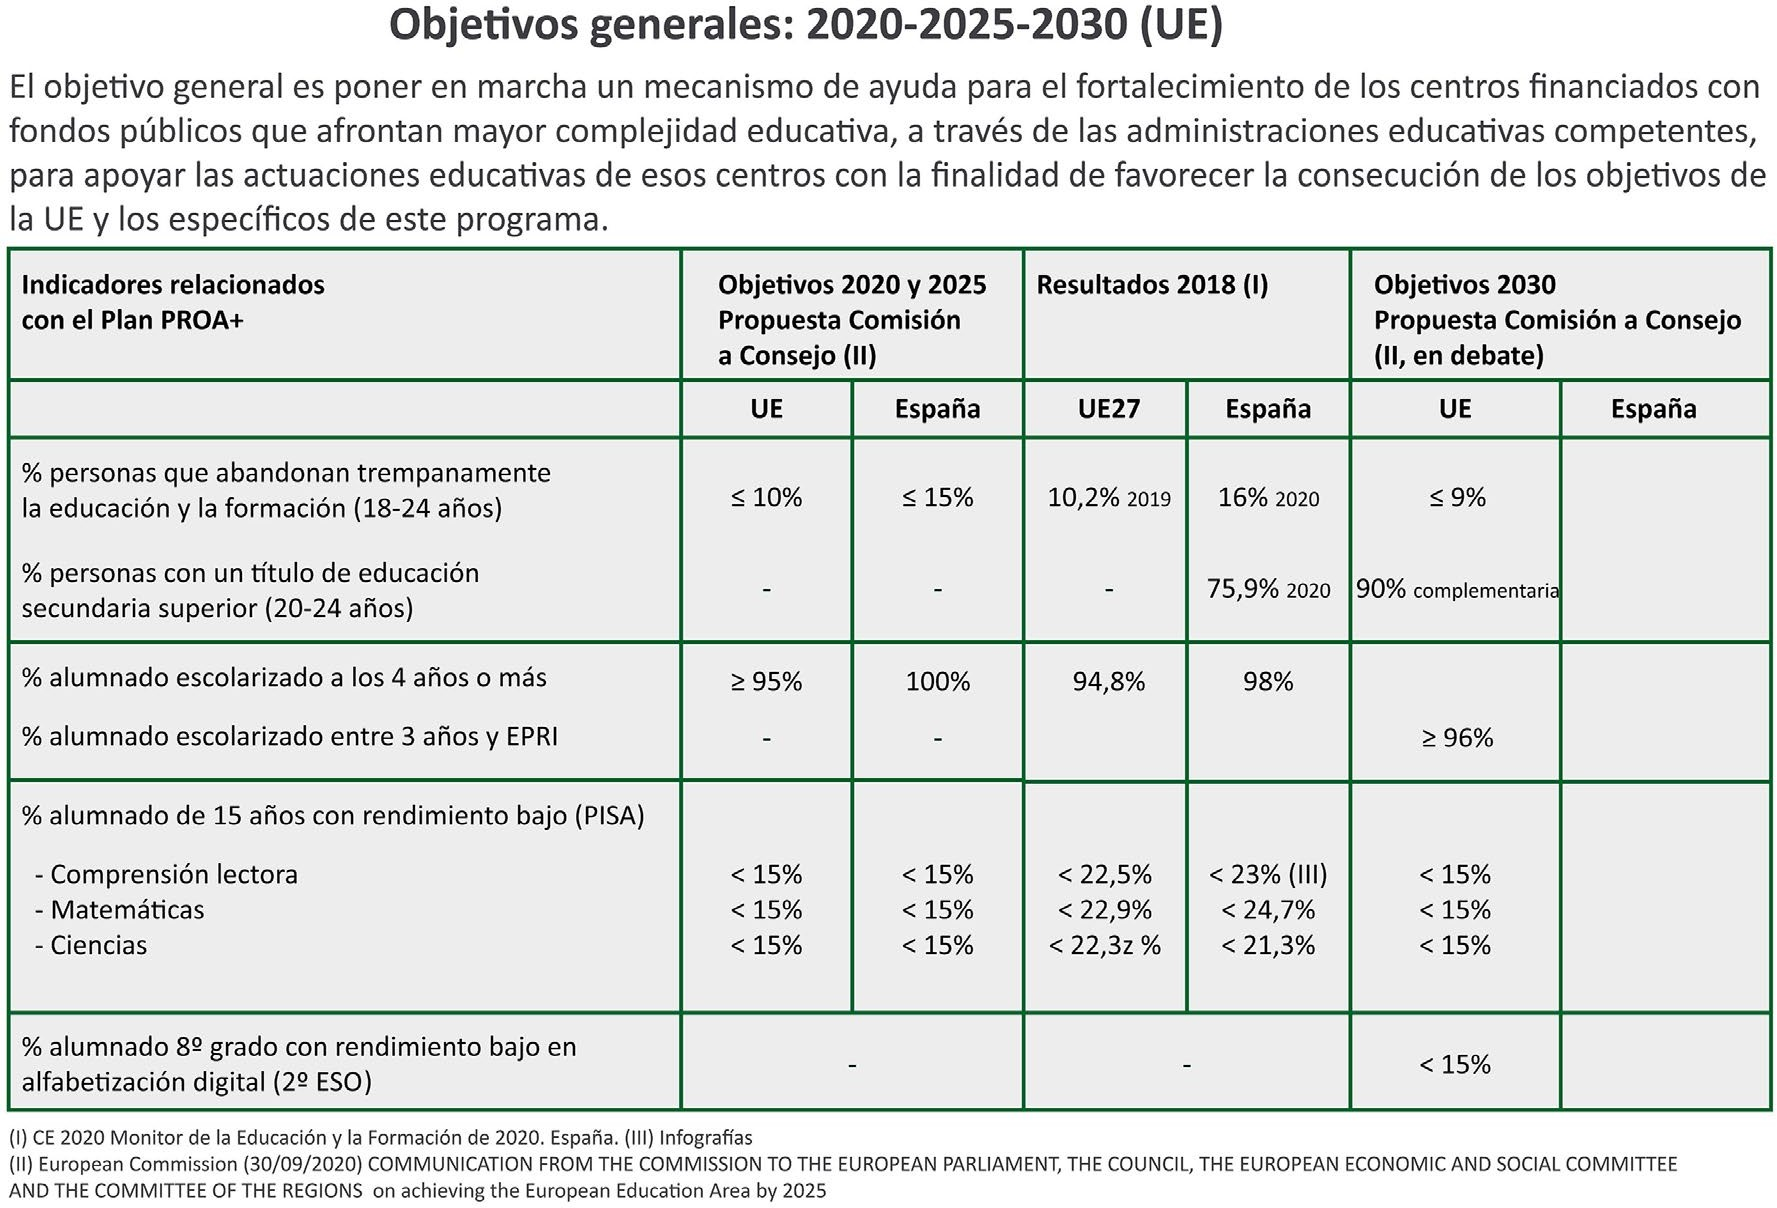 Objetivos generales: 2020-2025-2030 (UE)
El objetivo general es poner en marcha un mecanismo de ayuda para el fortalecimiento de los centros financiados con
fondos públicos que afrontan mayor complejidad educativa, a través de las administraciones educativas competentes,
para apoyar las actuaciones educativas de esos centros con la finalidad de favorecer la consecución de los objetivos de
la UE y los específicos de este programa.
Indicadores relacionados
con el Plan PROA+
Objetivos 2020 y 2025
Propuesta Comisión
a Consejo (II)
Resultados 2018 (I)
Objetivos 2030
Propuesta Comisión a Consejo
(II, en debate)
UE España UE27 España UE España
% personas que abandonan trempanamente
la educación y la formación (18-24 años)
≤ 10% ≤ 15% 10,2% 2019 16% 2020 ≤ 9%
% personas con un título de educación
secundaria superior (20-24 años)
- - - 75,9% 2020 90% complementaria
% alumnado escolarizado a los 4 años o más ≥ 95% 100% 94,8% 98%
% alumnado escolarizado entre 3 años y EPRI - - ≥ 96%
% alumnado de 15 años con rendimiento bajo (PISA)
- Comprensión lectora < 15% < 15% < 22,5% < 23% (III) < 15%
- Matemáticas < 15% < 15% < 22,9% < 24,7% < 15%
- Ciencias < 15% < 15% < 22,3z % < 21,3% < 15%
% alumnado 8º grado con rendimiento bajo en
alfabetización digital (2º ESO)
- - < 15%
(I) CE 2020 Monitor de la Educación y la Formación de 2020. España. (III) Infografías
(II) European Commission (30/09/2020) COMMUNICATION FROM THE COMMISSION TO THE EUROPEAN PARLIAMENT, THE COUNCIL, THE EUROPEAN ECONOMIC AND SOCIAL COMMITTEE
AND THE COMMITTEE OF THE REGIONS on achieving the European Education Area by 2025